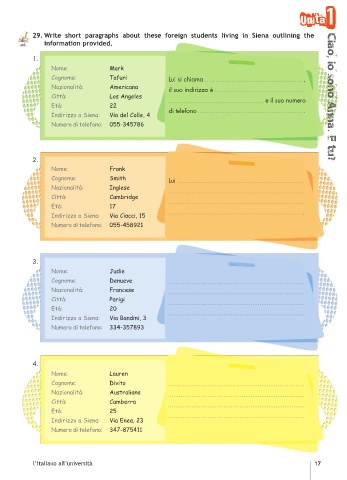 Unità 1
Ciao, io sono Anna. E tu?
29. Write short paragraphs about these foreign students living in Siena outlining the
information provided.
1.
Nome: Mark
Cognome: Tafuri
Nazionalità: Americana
Città: Los Angeles
Età: 22
Indirizzo a Siena: Via del Colle, 4
Numero di telefono: 055-345786
Lui si chiama
il suo indirizzo è
e il suo numero
di telefono
2.
Nome: Frank
Cognome: Smith
Nazionalità: Inglese
Città: Cambridge
Età: 17
Indirizzo a Siena: Via Ciacci, 15
Numero di telefono: 055-458921
Lui
3.
Nome: Judie
Cognome: Deneuve
Nazionalità: Francese
Città: Parigi
Età: 20
Indirizzo a Siena: Via Bandini, 3
Numero di telefono: 334-357893
4.
Nome: Lauren
Cognome: Divito
Nazionalità: Australiana
Città: Camberra
Età: 25
Indirizzo a Siena: Via Enea, 23
Numero di telefono: 347-875411
l'italiano all'università
17